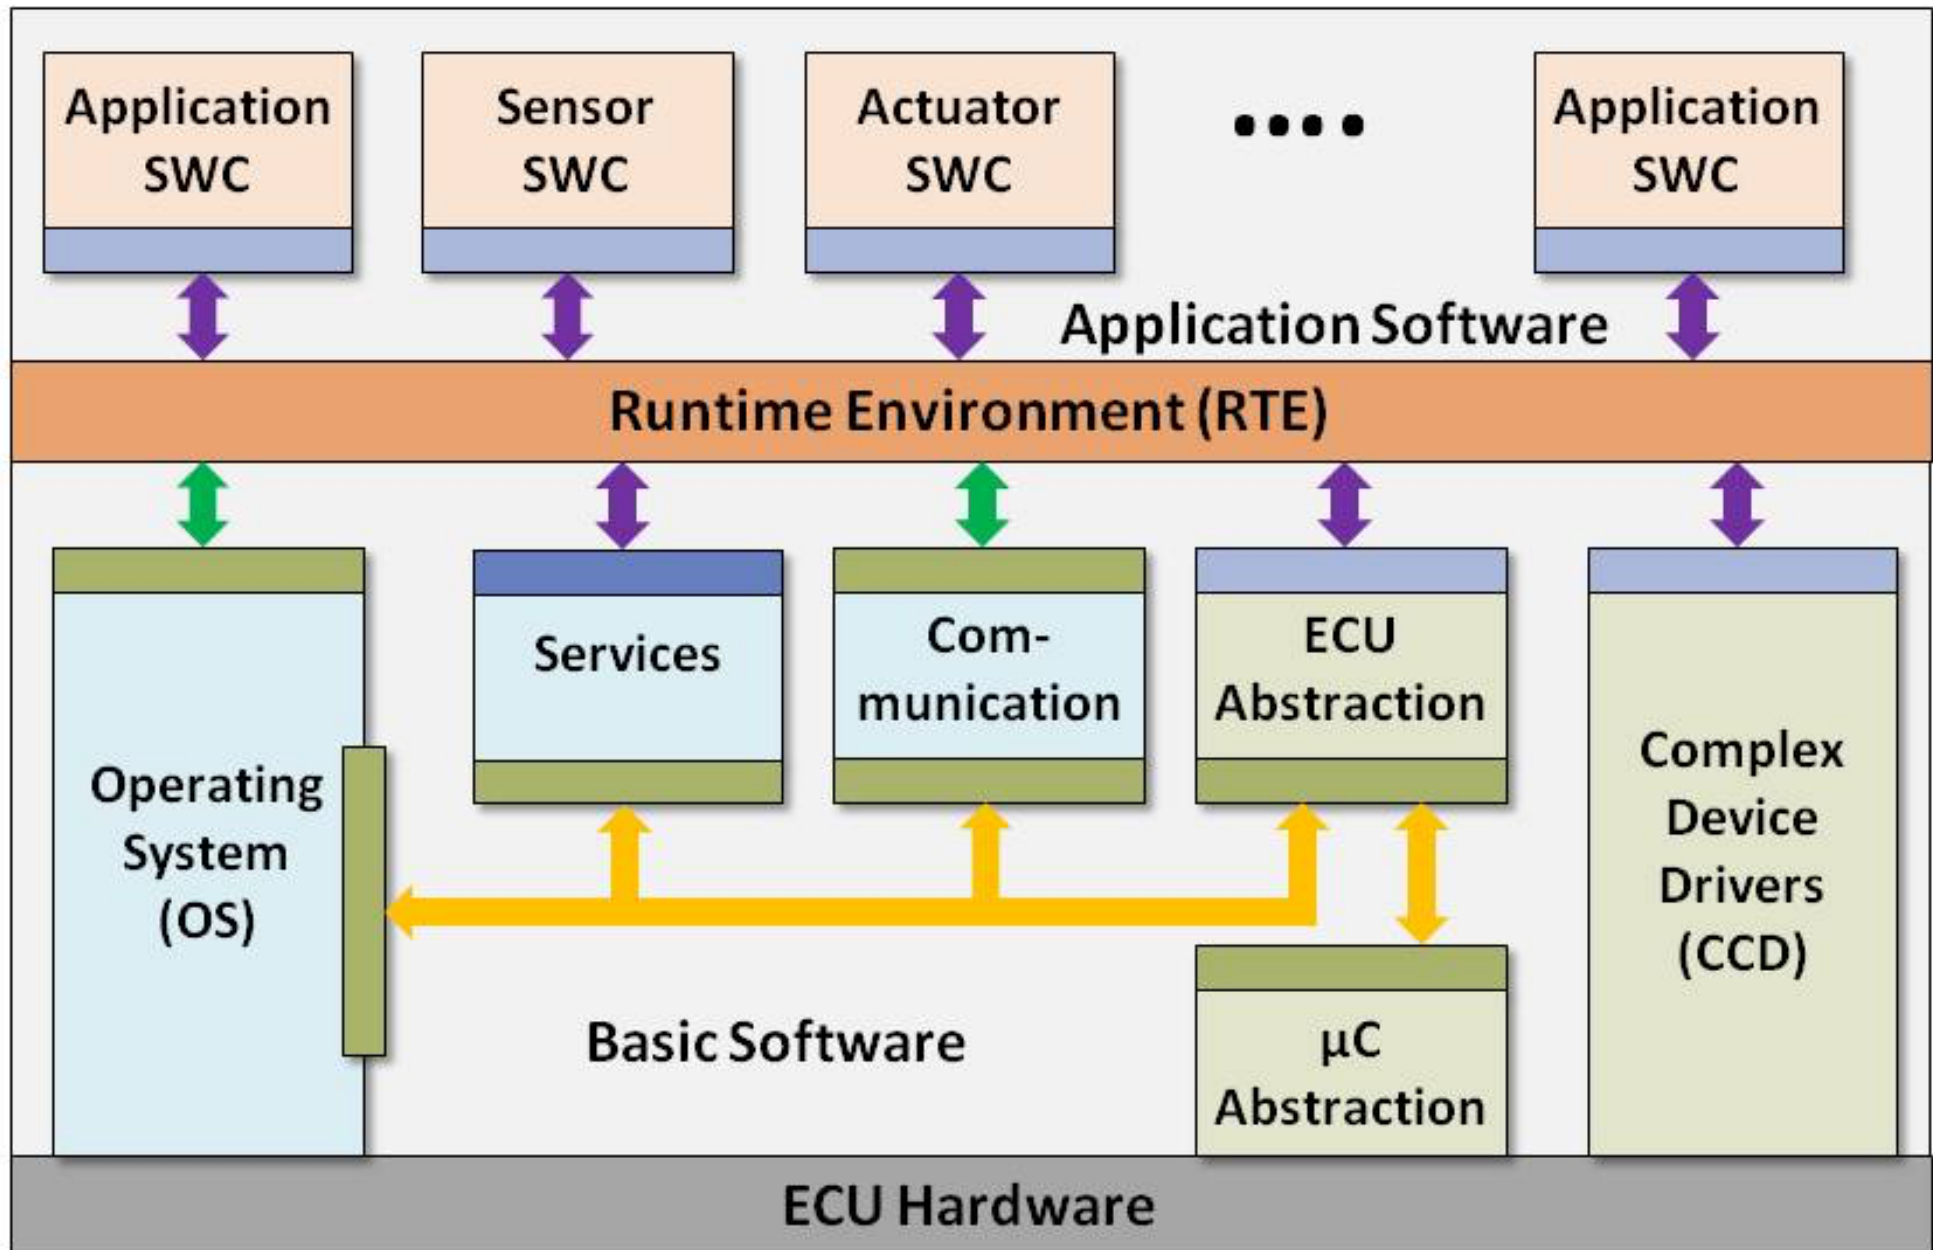 Application
SWC
Sensor
SWC
Actuator
SWC
....
Application
SWC
Application Software
Runtime Environment (RTE)
Operating
System
(OS)
Services
Com-
munication
ECU
Abstraction
Complex
Device
Drivers
(CCD)
Basic Software
µC
Abstraction
ECU Hardware